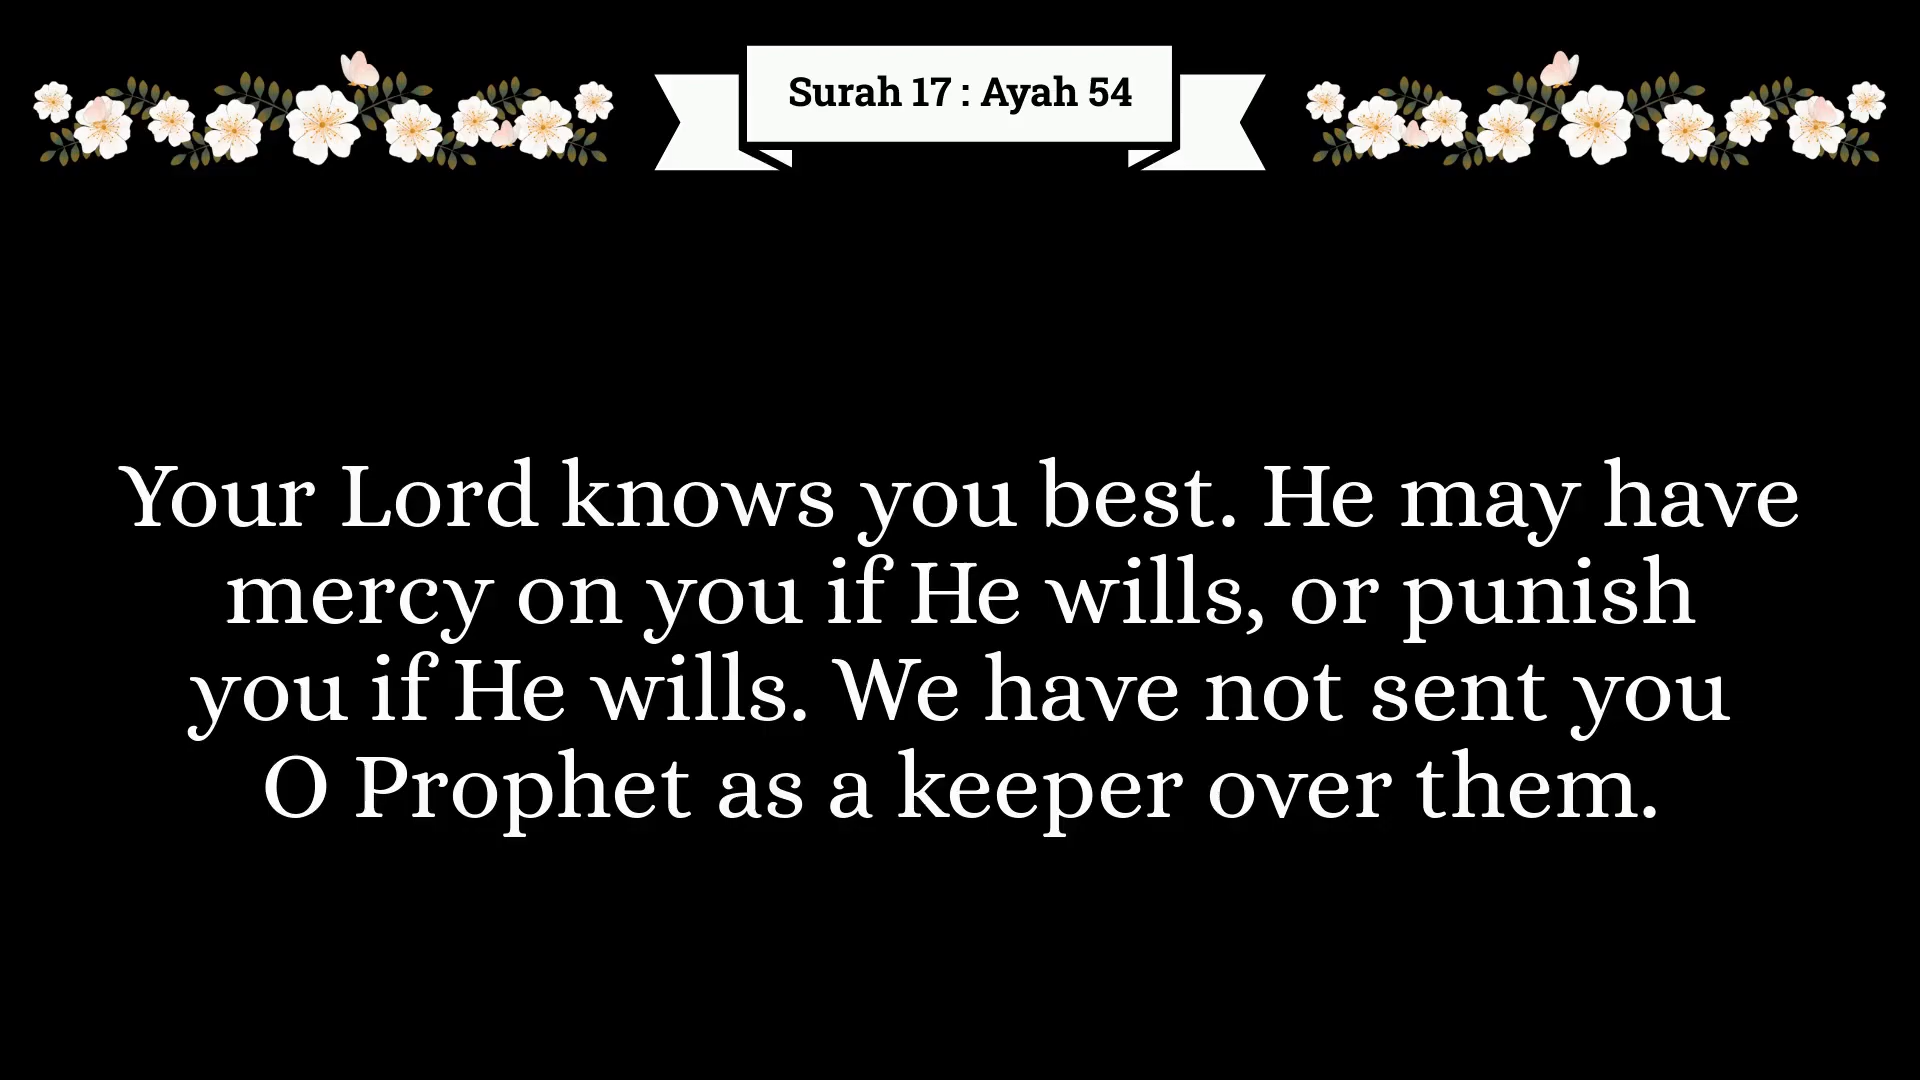 Surah 17 : Ayah 54
Your Lord knows you best. He may have
mercy on you if He wills, or punish
you if He wills. We have not sent you
O Prophet as a keeper over them.